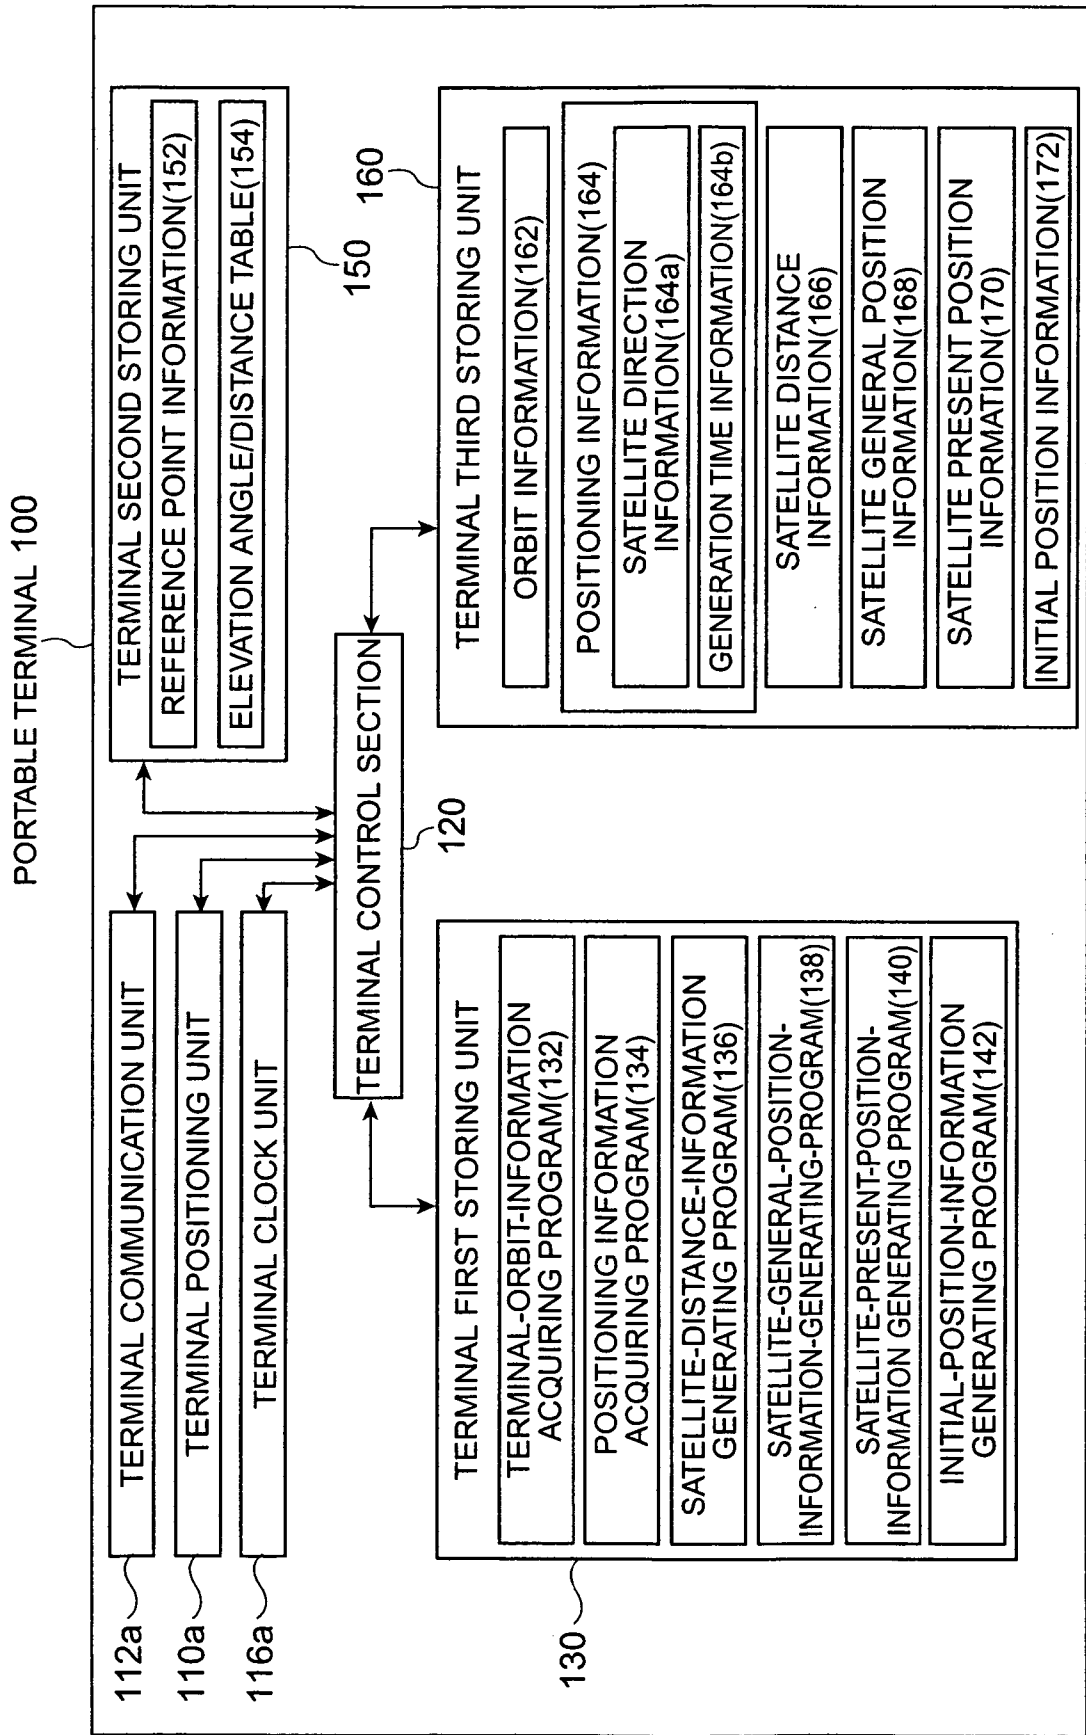 PORTABLE TERMINAL 100
112a
TERMINAL COMMUNICATION UNIT
110a
TERMINAL POSITIONING UNIT
116a
TERMINAL CLOCK UNIT
TERMINAL SECOND STORING UNIT
REFERENCE POINT INFORMATION(152)
ELEVATION ANGLE/DISTANCE TABLE(154)
150
TERMINAL CONTROL SECTION
120
130
TERMINAL FIRST STORING UNIT
TERMINAL-ORBIT-INFORMATION
ACQUIRING PROGRAM(132)
POSITIONING INFORMATION
ACQUIRING PROGRAM(134)
SATELLITE-DISTANCE-INFORMATION
GENERATING PROGRAM(136)
SATELLITE-GENERAL-POSITION-
INFORMATION-GENERATING-PROGRAM(138)
SATELLITE-PRESENT-POSITION-
INFORMATION GENERATING PROGRAM(140)
INITIAL-POSITION-INFORMATION
GENERATING PROGRAM(142)
160
TERMINAL THIRD STORING UNIT
ORBIT INFORMATION(162)
POSITIONING INFORMATION(164)
SATELLITE DIRECTION
INFORMATION(164a)
GENERATION TIME INFORMATION(164b)
SATELLITE DISTANCE
INFORMATION(166)
SATELLITE GENERAL POSITION
INFORMATION(168)
SATELLITE PRESENT POSITION
INFORMATION(170)
INITIAL POSITION INFORMATION(172)